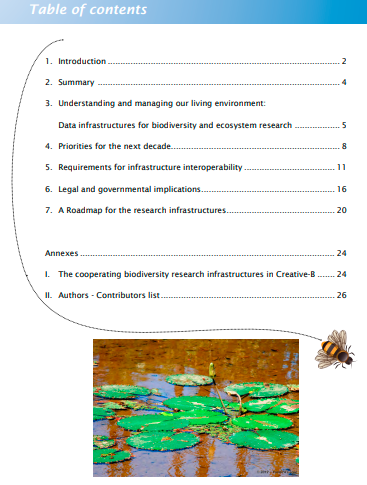 Table of contents
1. Introduction ........................................................................ 2
2. Summary ........................................................................... 4
3. Understanding and managing our living environment:
Data infrastructures for biodiversity and ecosystem research .................. 5
4. Priorities for the next decade............................................................ 8
5. Requirements for infrastructure interoperability .................................. 11
6. Legal and governmental implications................................................. 16
7. A Roadmap for the research infrastructures........................................ 20
Annexes ................................................................................ 24
I. The cooperating biodiversity research infrastructures in Creative-B ....... 24
II. Authors - Contributors list................................................................ 26